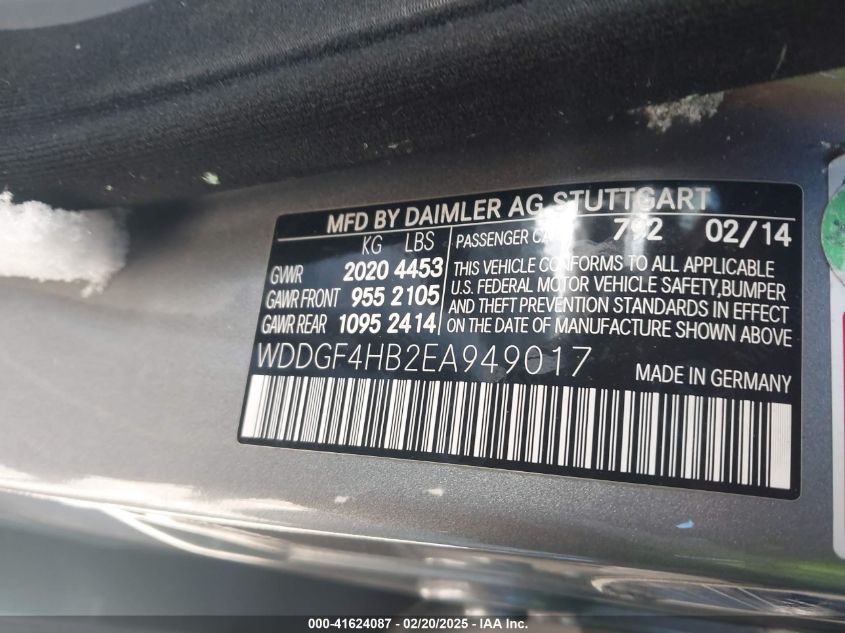 MFD BY DAIMLER AG STUTTGART
KG LBS
GVWR 2020 4453
GAWR FRONT 955 2105
GAWR REAR 1095 2414
PASSENGER 792 02/14
THIS VEHICLE CONFORMS TO ALL APPLICABLE
U.S. FEDERAL MOTOR VEHICLE SAFETY,BUMPER
AND THEFT PREVENTION STANDARDS IN EFFECT
ON THE DATE OF MANUFACTURE SHOWN ABOVE
WDDGF4HB2EA949017
MADE IN GERMANY
000-41624087 - 02/20/2025 - IAAI.com Inc.